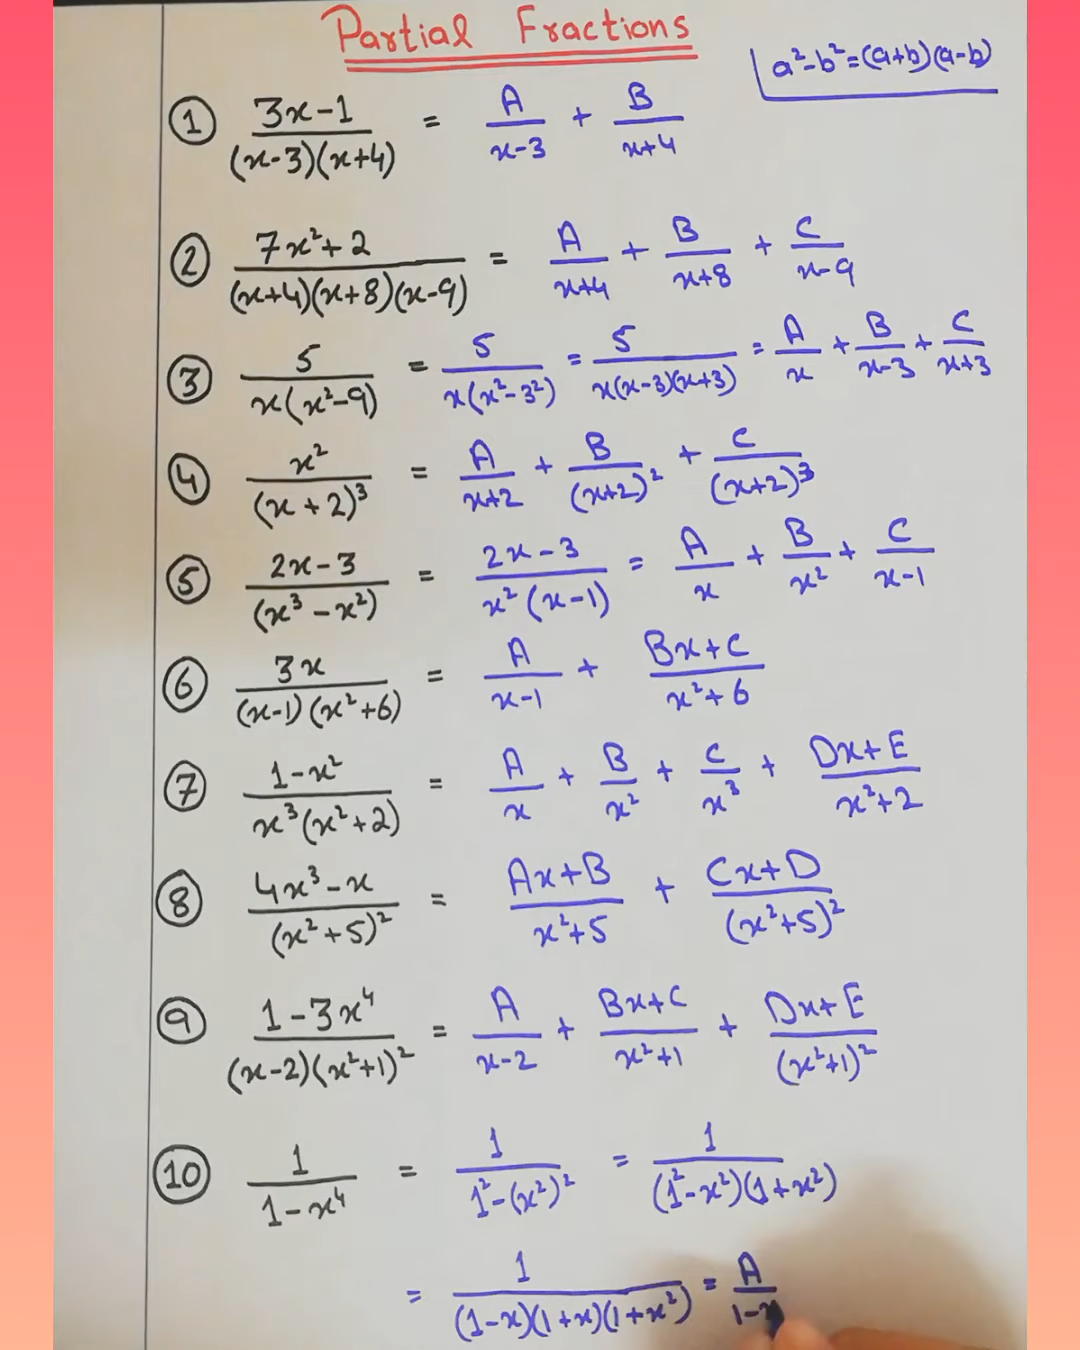 Partial Fractions
a²-b²=(a+b)(a-b)
① (3x-1)/((x-3)(x+4)) = A/(x-3) + B/(x+4)
② (7x²+2)/((x+4)(x+8)(x-9)) = A/(x+4) + B/(x+8) + C/(x-9)
③ 5/(x(x²-9)) = 5/(x(x²-3²)) = 5/(x(x-3)(x+3)) = A/x + B/(x-3) + C/(x+3)
④ x²/(x+2)³ = A/(x+2) + B/(x+2)² + C/(x+2)³
⑤ (2x-3)/(x³-x²) = (2x-3)/(x²(x-1)) = A/x + B/x² + C/(x-1)
⑥ 3x/((x-1)(x²+6)) = A/(x-1) + (Bx+C)/(x²+6)
⑦ (1-x²)/(x³(x²+2)) = A/x + B/x² + C/x³ + (Dx+E)/(x²+2)
⑧ (4x³-x)/(x²+5)² = (Ax+B)/(x²+5) + (Cx+D)/(x²+5)²
⑨ (1-3x⁴)/((x-2)(x²+1)²) = A/(x-2) + (Bx+C)/(x²+1) + (Dx+E)/(x²+1)²
⑩ 1/(1-x⁴) = 1/(1²-(x²)²) = 1/((1²-x²)(1+x²))
= 1/((1-x)(1+x)(1+x²)) = A/(1-x)